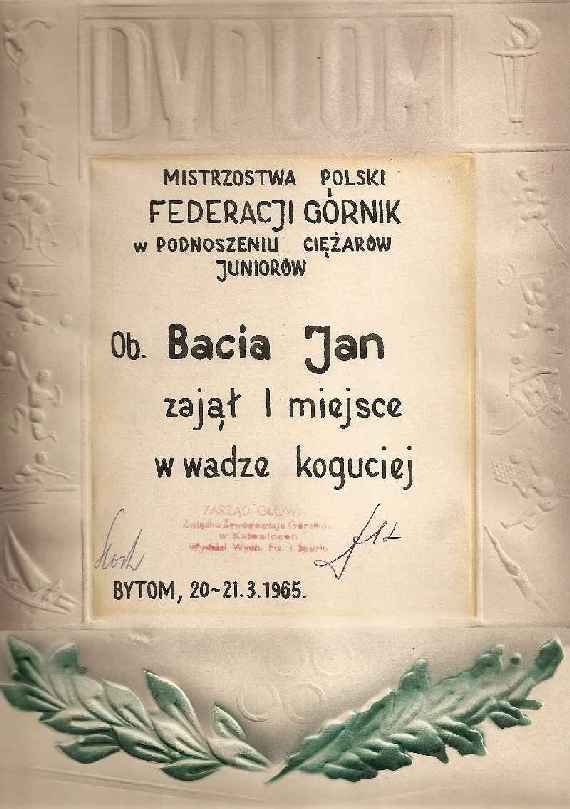 DYPLOM
MISTRZOSTWA POLSKI
FEDERACJI GÓRNIK
W PODNOSZENIU CIĘŻARÓW
JUNIORÓW
Ob. Bacia Jan
zajął I miejsce
w wadze koguciej
ZARZĄD GŁÓWNY
w Katowicach
BYTOM, 20-21.3.1965.